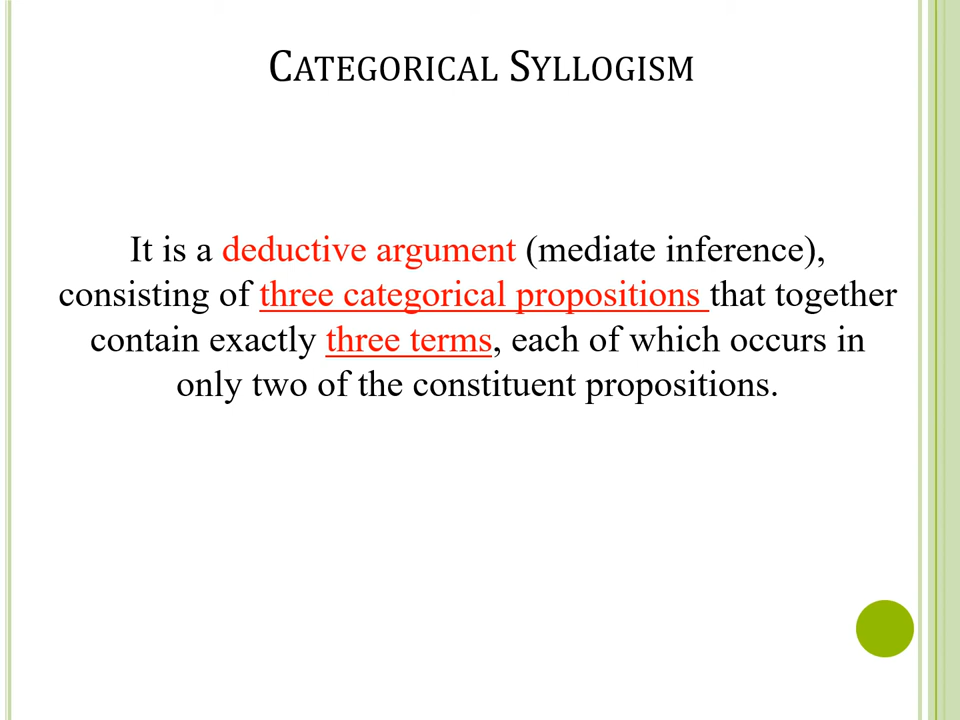 CATEGORICAL SYLLOGISM
It is a deductive argument (mediate inference),
consisting of three categorical propositions that together
contain exactly three terms, each of which occurs in
only two of the constituent propositions.